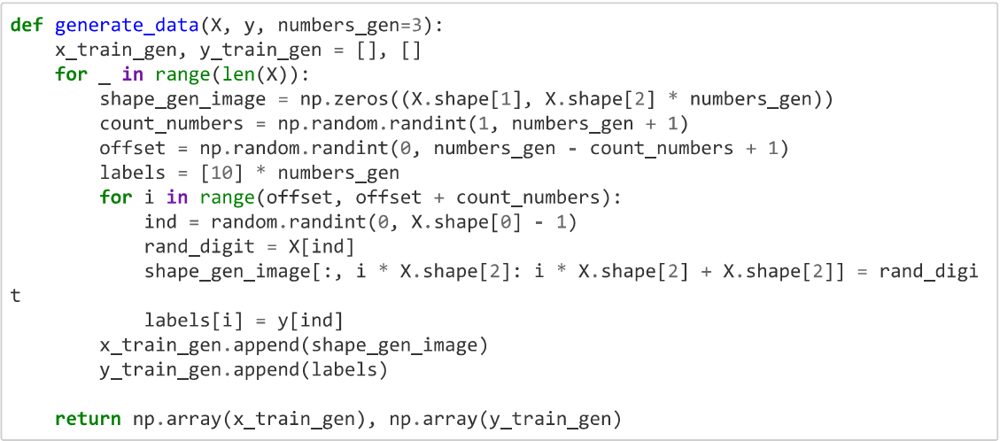 def generate_data(X, y, numbers_gen=3):
    x_train_gen, y_train_gen = [], []
    for _ in range(len(X)):
        shape_gen_image = np.zeros((X.shape[1], X.shape[2] * numbers_gen))
        count_numbers = np.random.randint(1, numbers_gen + 1)
        offset = np.random.randint(0, numbers_gen - count_numbers + 1)
        labels = [10] * numbers_gen
        for i in range(offset, offset + count_numbers):
            ind = random.randint(0, X.shape[0] - 1)
            rand_digit = X[ind]
            shape_gen_image[:, i * X.shape[2]: i * X.shape[2] + X.shape[2]] = rand_digi
t
            labels[i] = y[ind]
        x_train_gen.append(shape_gen_image)
        y_train_gen.append(labels)

    return np.array(x_train_gen), np.array(y_train_gen)